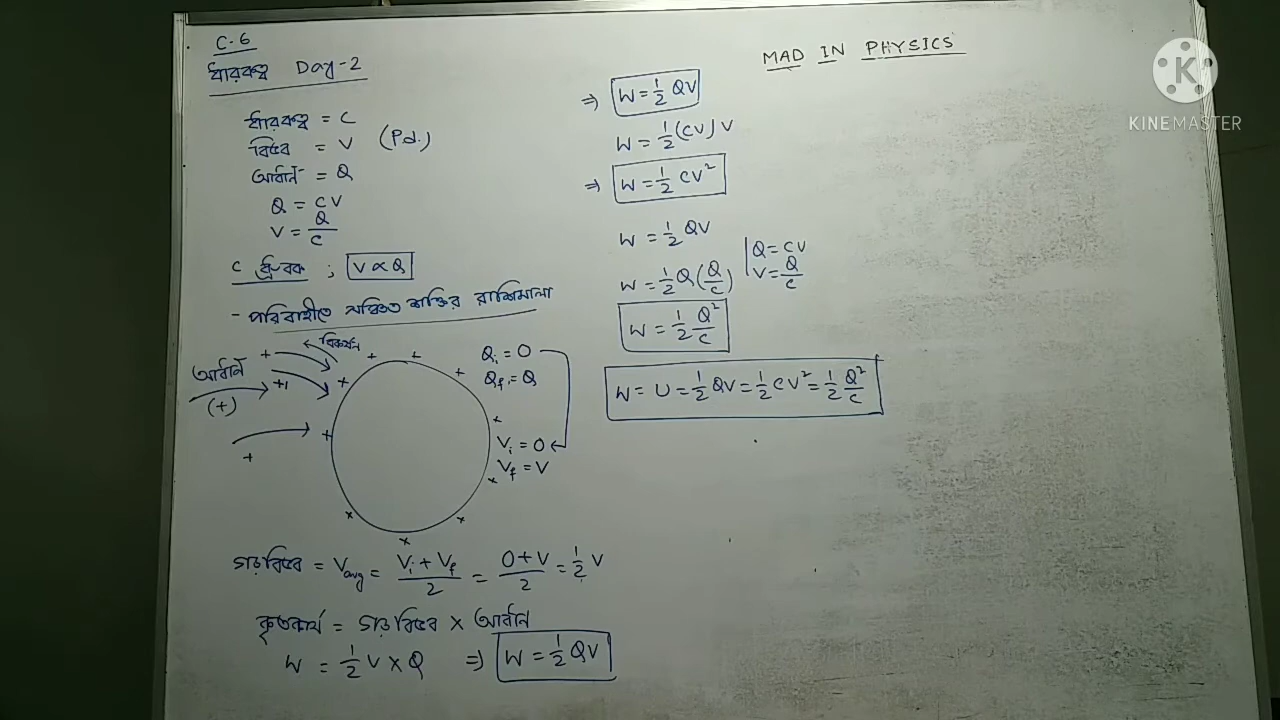 C-6
ধারকত্ব Day-2
ধারকত্ব = C
বিভব = V (Pd.)
আধান = Q
Q = CV
V = Q/C
C ধ্রুবক ; V ∝ Q
- পরিবাহীতে সঞ্চিত শক্তির রাশিমালা
বিকর্ষণ
আধান
(+)
+ +1 + + + + + + + x x x x x
Qi = 0
Qf = Q
Vi = 0
Vf = V
গড় বিভব = Vavg = (Vi + Vf)/2 = (0+V)/2 = 1/2 V
কৃতকার্য = গড় বিভব × আধান
W = 1/2 V × Q ⇒ W = 1/2 QV
MAD IN PHYSICS
⇒ W = 1/2 QV
W = 1/2 (CV) V
⇒ W = 1/2 CV²
W = 1/2 QV
W = 1/2 Q (Q/C)
Q = CV
V = Q/C
W = 1/2 Q²/C
W = U = 1/2 QV = 1/2 CV² = 1/2 Q²/C
K
KINEMASTER